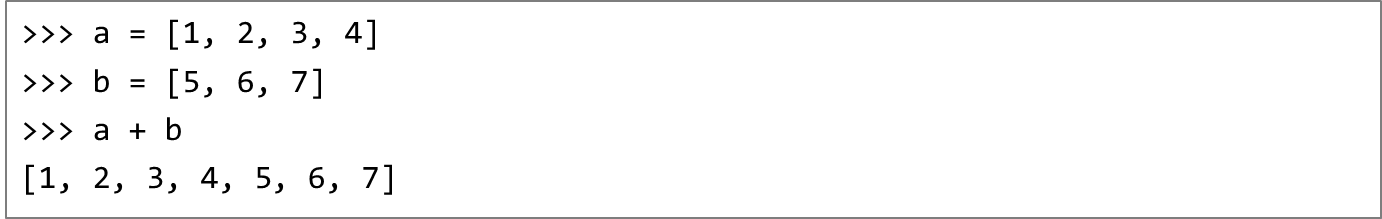 >>> a = [1, 2, 3, 4]
>>> b = [5, 6, 7]
>>> a + b
[1, 2, 3, 4, 5, 6, 7]